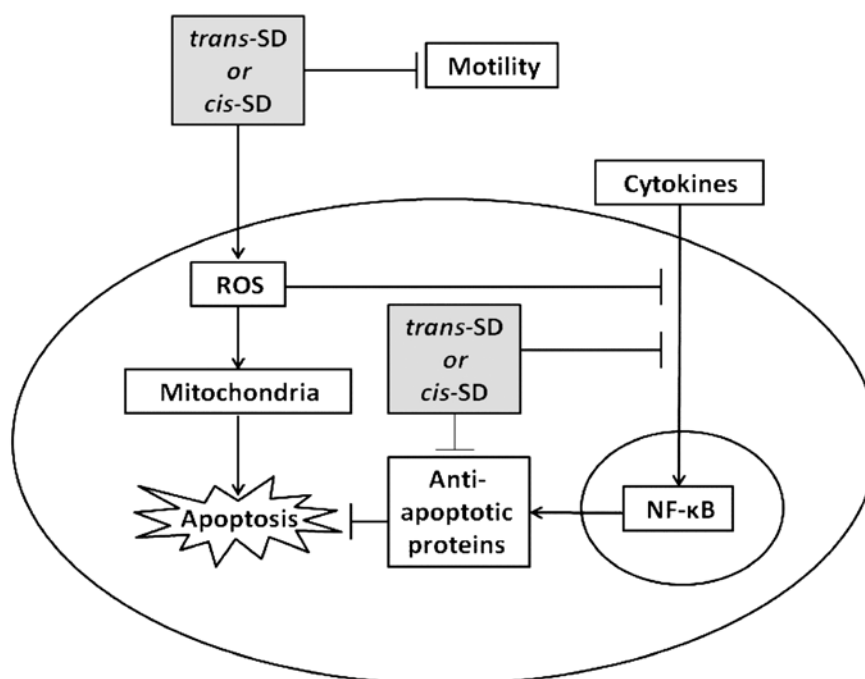 trans-SD
or
cis-SD
Motility
Cytokines
ROS
trans-SD
or
cis-SD
Mitochondria
Apoptosis
Anti-
apoptotic
proteins
NF-κB